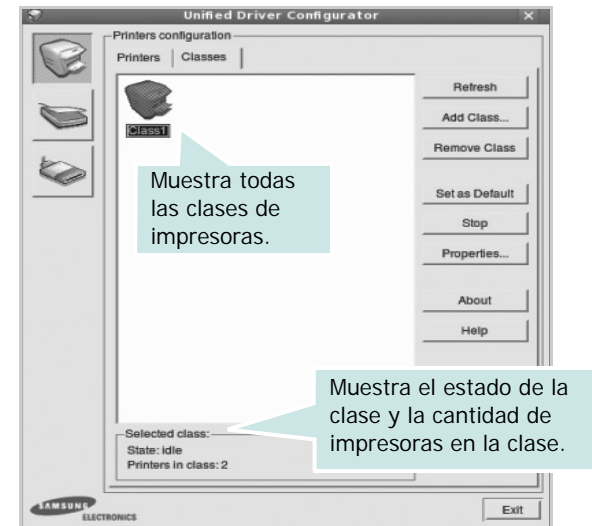 Unified Driver Configurator
Printers configuration
Printers Classes
Refresh
Add Class...
Remove Class
Set as Default
Stop
Properties...
About
Help
Class1
Muestra todas
las clases de
impresoras.
Muestra el estado de la
clase y la cantidad de
impresoras en la clase.
Selected class:
State: idle
Printers in class: 2
SAMSUNG
ELECTRONICS
Exit